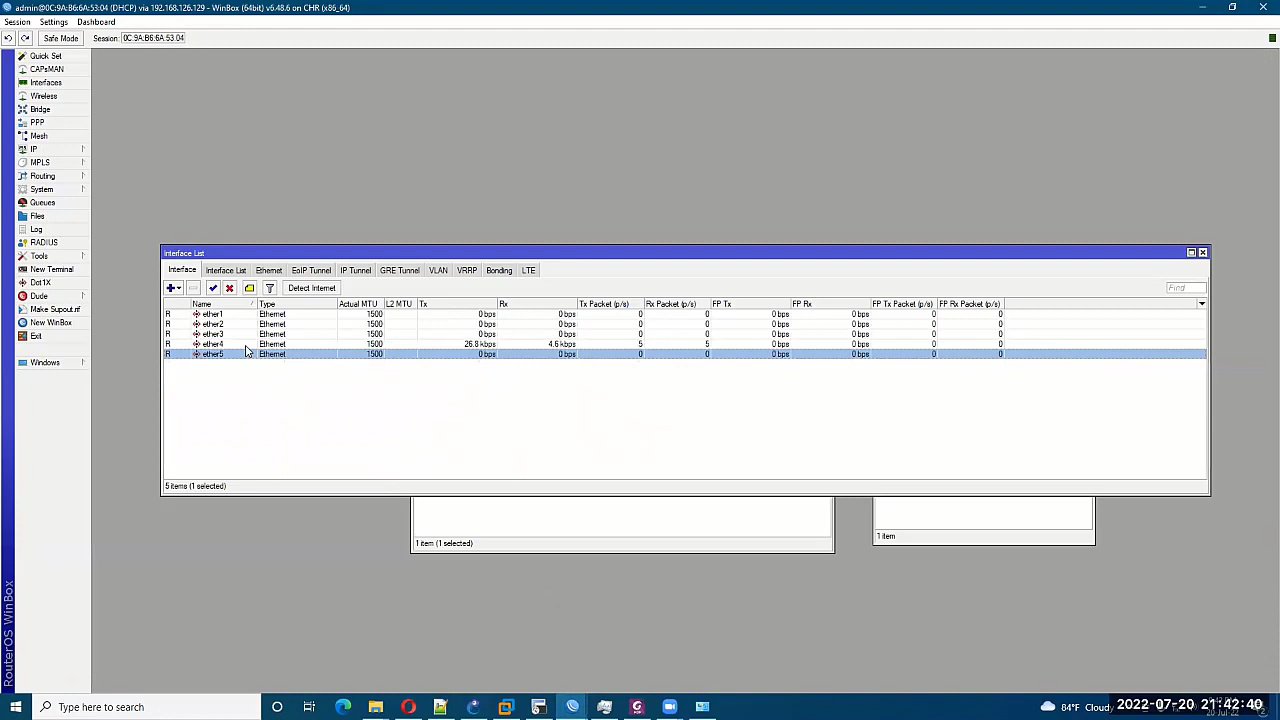 admin@0C:9A:B6:6A:53:04 (DHCP) via 192.168.126.129 - WinBox (64bit) v6.48.6 on CHR (x86_64)
Session Settings Dashboard
Safe Mode Session: 0C:9A:B6:6A:53:04
Quick Set
CAPsMAN
Interfaces
Wireless
Bridge
PPP
Mesh
IP
MPLS
Routing
System
Queues
Files
Log
RADIUS
Tools
New Terminal
Dot1X
Dude
Make Supout.rif
New WinBox
Exit
Windows
RouterOS WinBox
Interface List
Interface Interface List Ethernet EoIP Tunnel IP Tunnel GRE Tunnel VLAN VRRP Bonding LTE
Detect Internet Find
Name Type Actual MTU L2 MTU Tx Rx Tx Packet (p/s) Rx Packet (p/s) FP Tx FP Rx FP Tx Packet (p/s) FP Rx Packet (p/s)
R ether1 Ethernet 1500 0 bps 0 bps 0 0 0 bps 0 bps 0 0
R ether2 Ethernet 1500 0 bps 0 bps 0 0 0 bps 0 bps 0 0
R ether3 Ethernet 1500 0 bps 0 bps 0 0 0 bps 0 bps 0 0
R ether4 Ethernet 1500 26.8 kbps 4.6 kbps 5 5 0 bps 0 bps 0 0
R ether5 Ethernet 1500 0 bps 0 bps 0 0 0 bps 0 bps 0 0
5 items (1 selected)
1 item (1 selected)
1 item
Type here to search
84°F Cloudy
2022-07-20 21:42:40